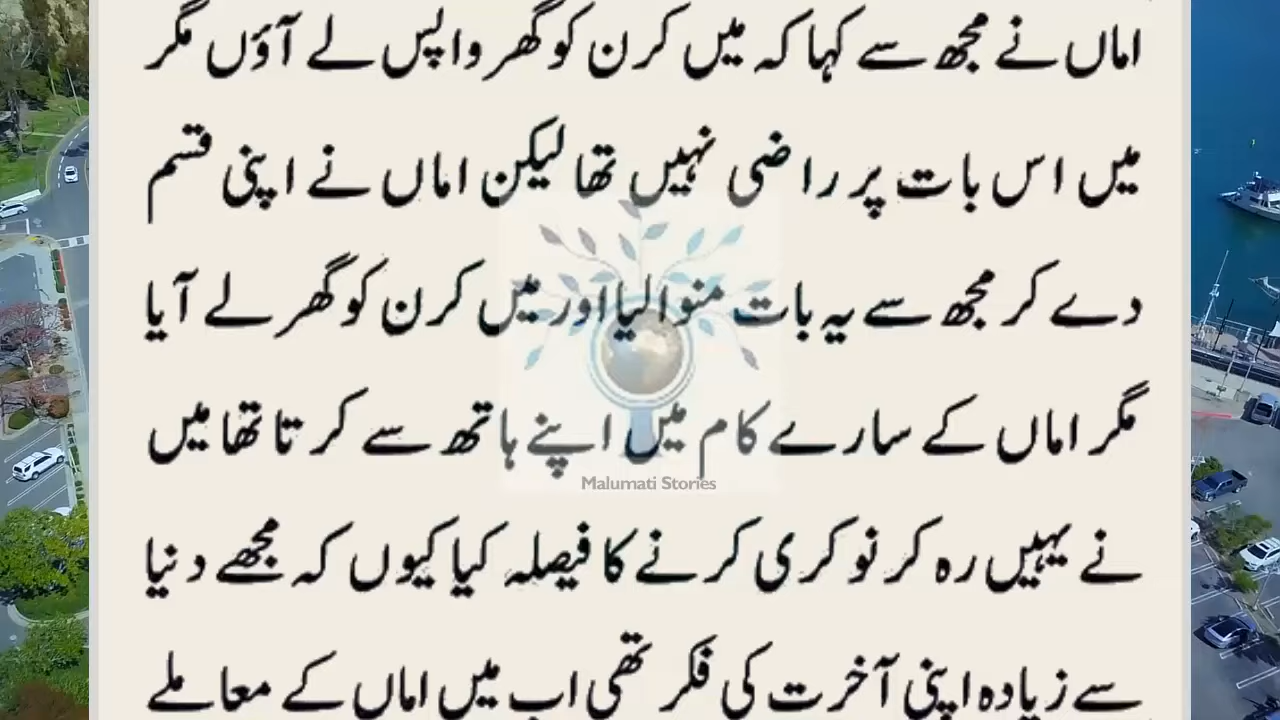 اماں نے مجھ سے کہا کہ میں کرن کو گھر واپس لے آؤں مگر
میں اس بات پر راضی نہیں تھا لیکن اماں نے اپنی قسم
دے کر مجھ سے یہ بات منوا لیا اور میں کرن کو گھر لے آیا
مگر اماں کے سارے کام میں اپنے ہاتھ سے کرتا تھا میں
Malumati Stories
نے یہیں رہ کر نوکری کرنے کا فیصلہ کیا کیوں کہ مجھے دنیا
سے زیادہ اپنی آخرت کی فکر تھی اب میں اماں کے معاملے